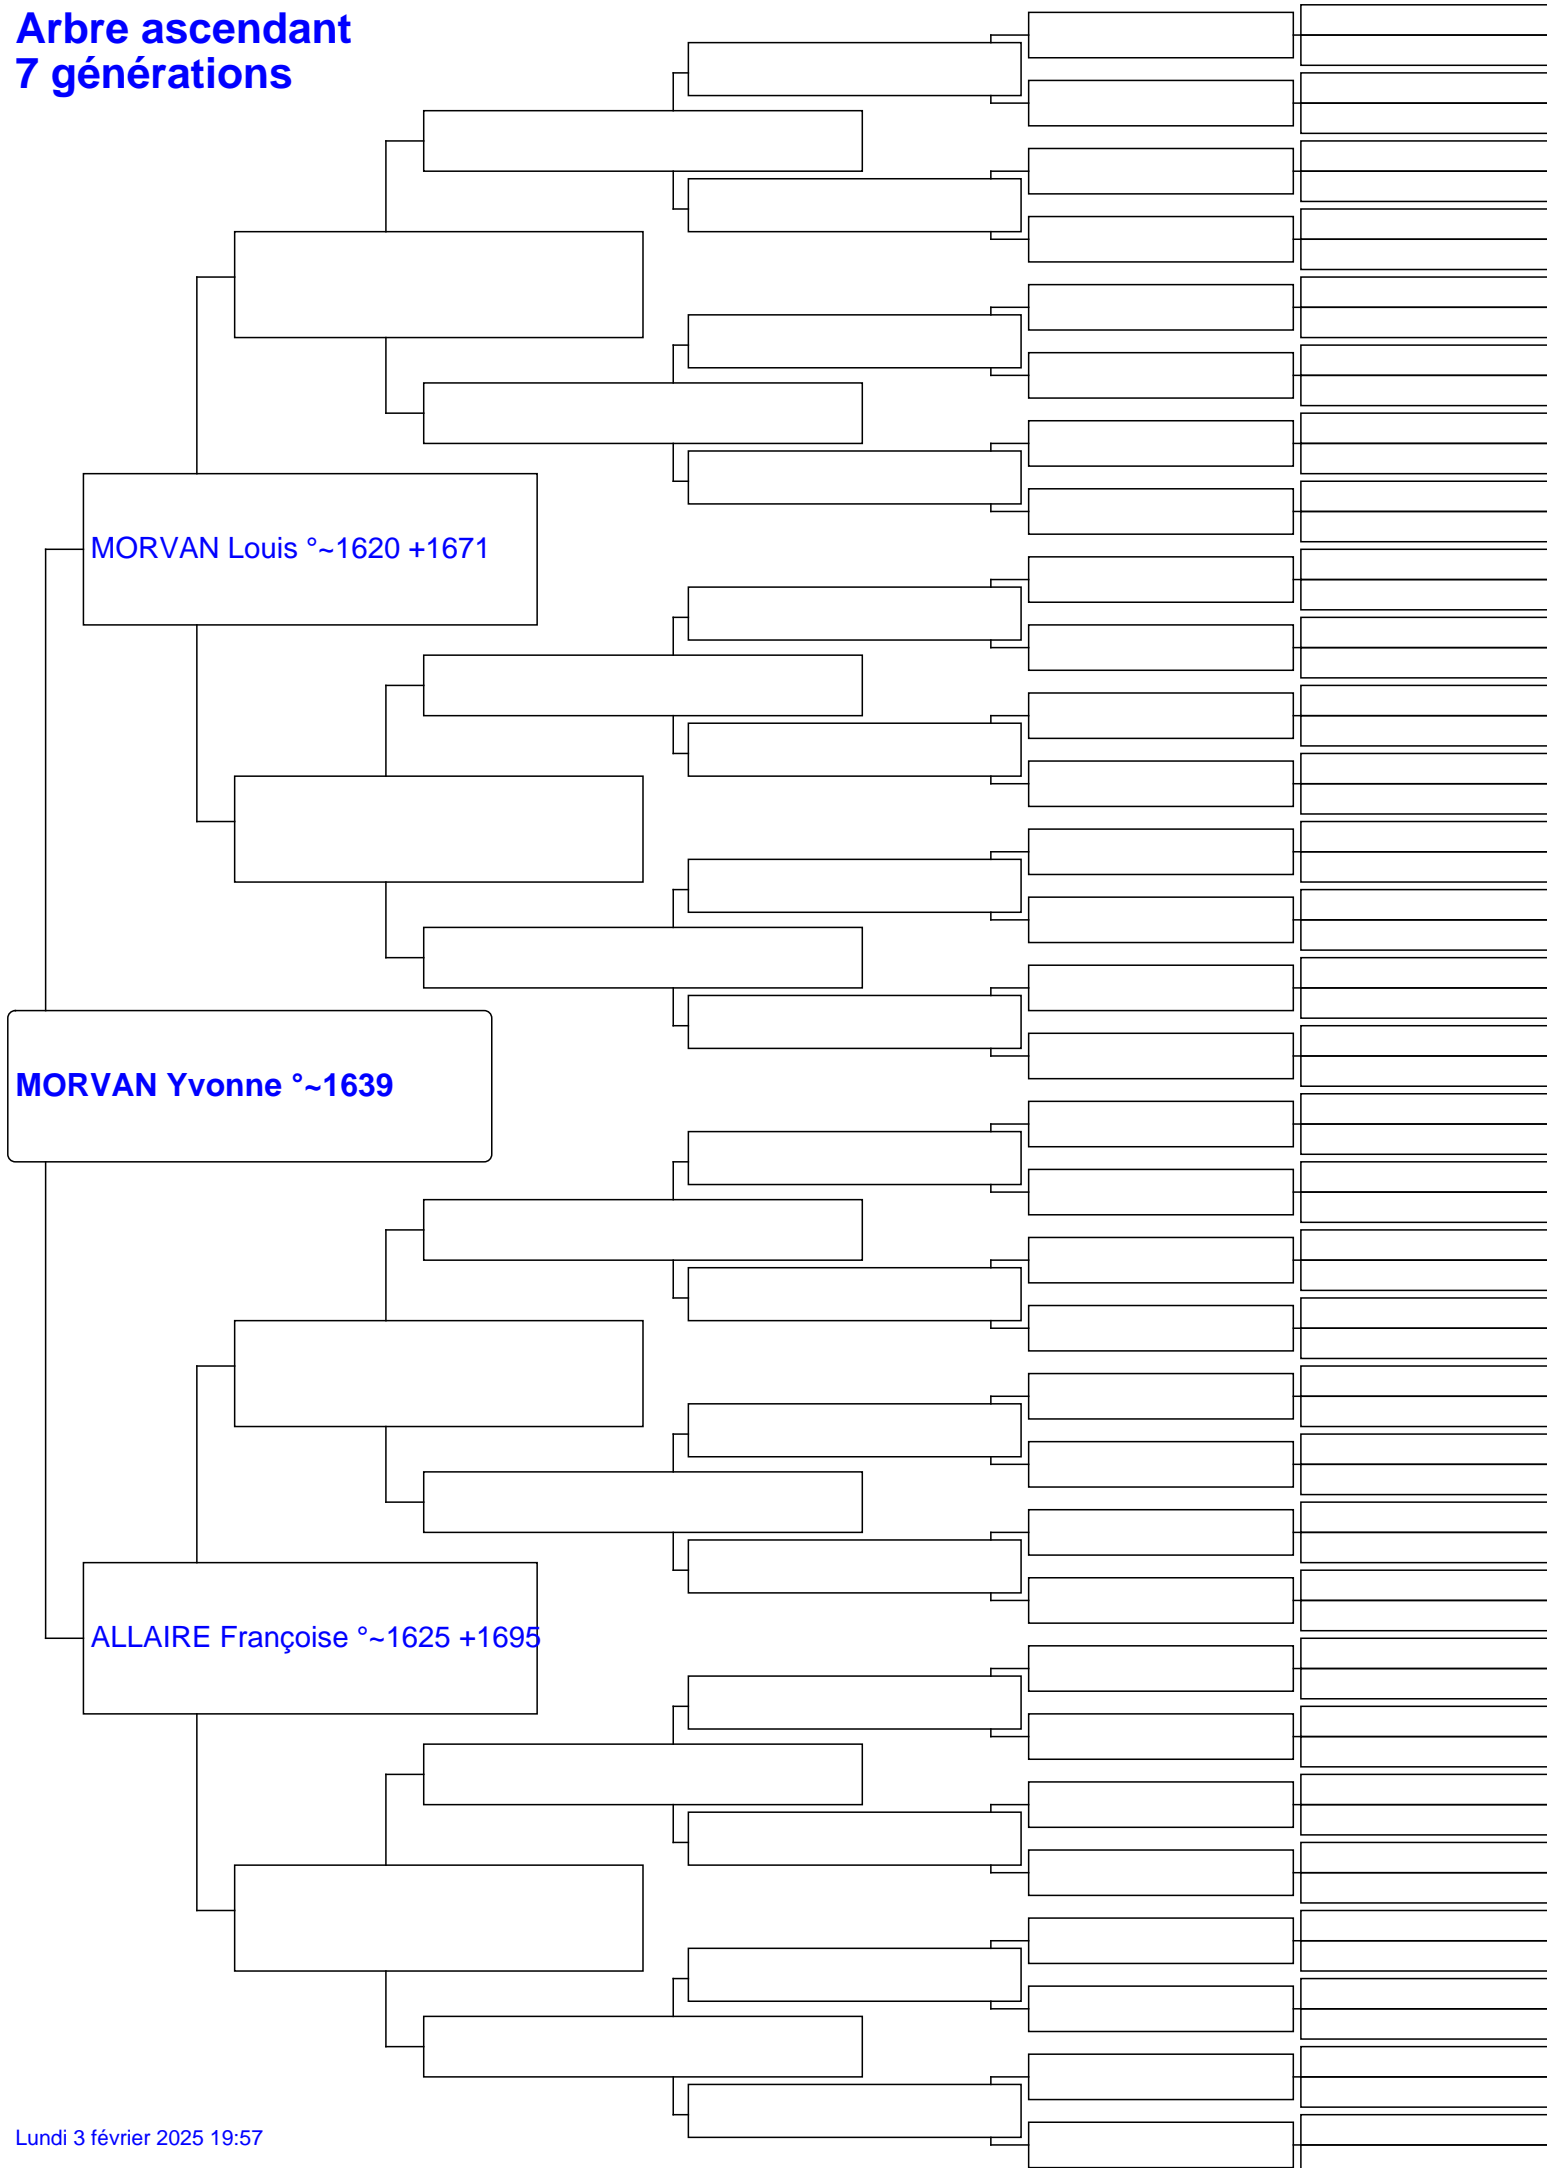 Arbre ascendant
7 générations
MORVAN Louis °~1620 +1671
MORVAN Yvonne °~1639
ALLAIRE Françoise °~1625 +1695
Lundi 3 février 2025 19:57